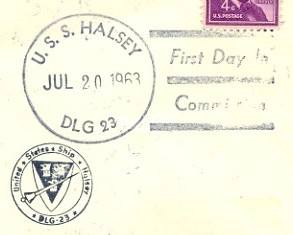 4¢
U.S. POSTAGE
U. S. S. HALSEY
JUL 20 1963
DLG 23
First Day In
Commission
United States Ship Halsey
DLG-23